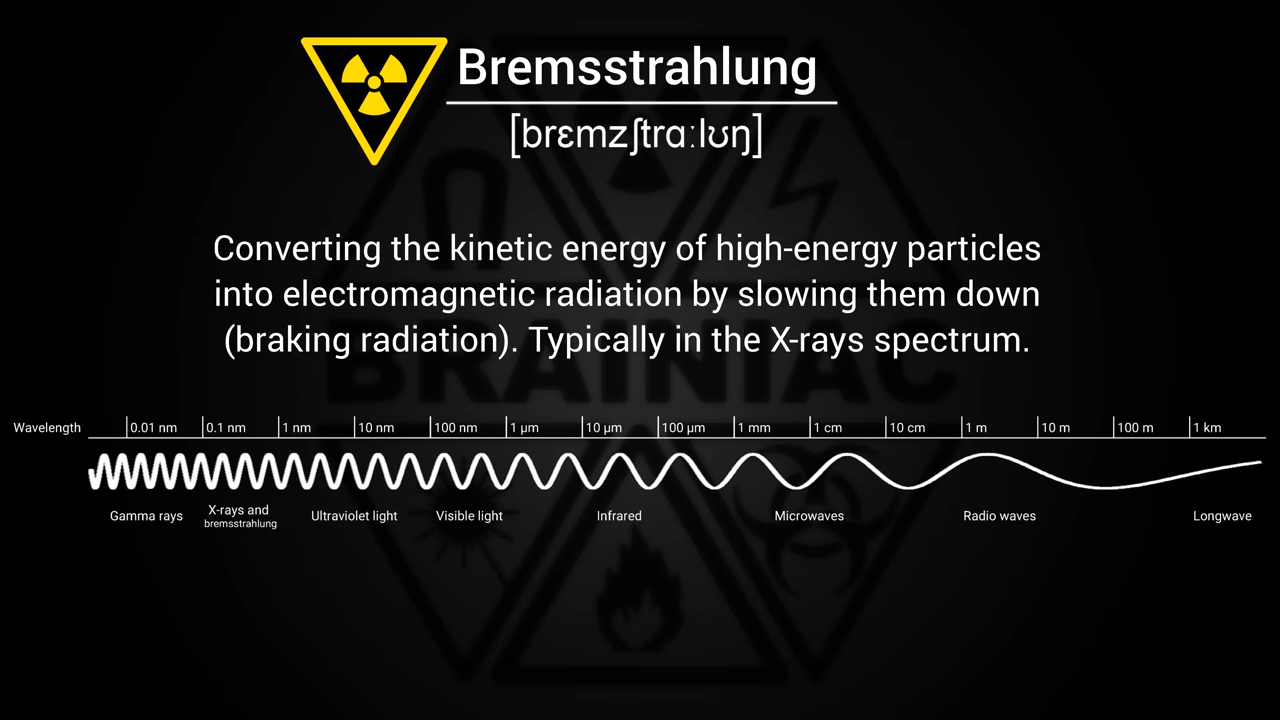 Bremsstrahlung
[brɛmzʃtrɑːlʊŋ]
Converting the kinetic energy of high-energy particles
into electromagnetic radiation by slowing them down
(braking radiation). Typically in the X-rays spectrum.
BRAINIAC
Wavelength 0.01 nm 0.1 nm 1 nm 10 nm 100 nm 1 µm 10 µm 100 µm 1 mm 1 cm 10 cm 1 m 10 m 100 m 1 km
Gamma rays X-rays and Ultraviolet light Visible light Infrared Microwaves Radio waves Longwave
bremsstrahlung